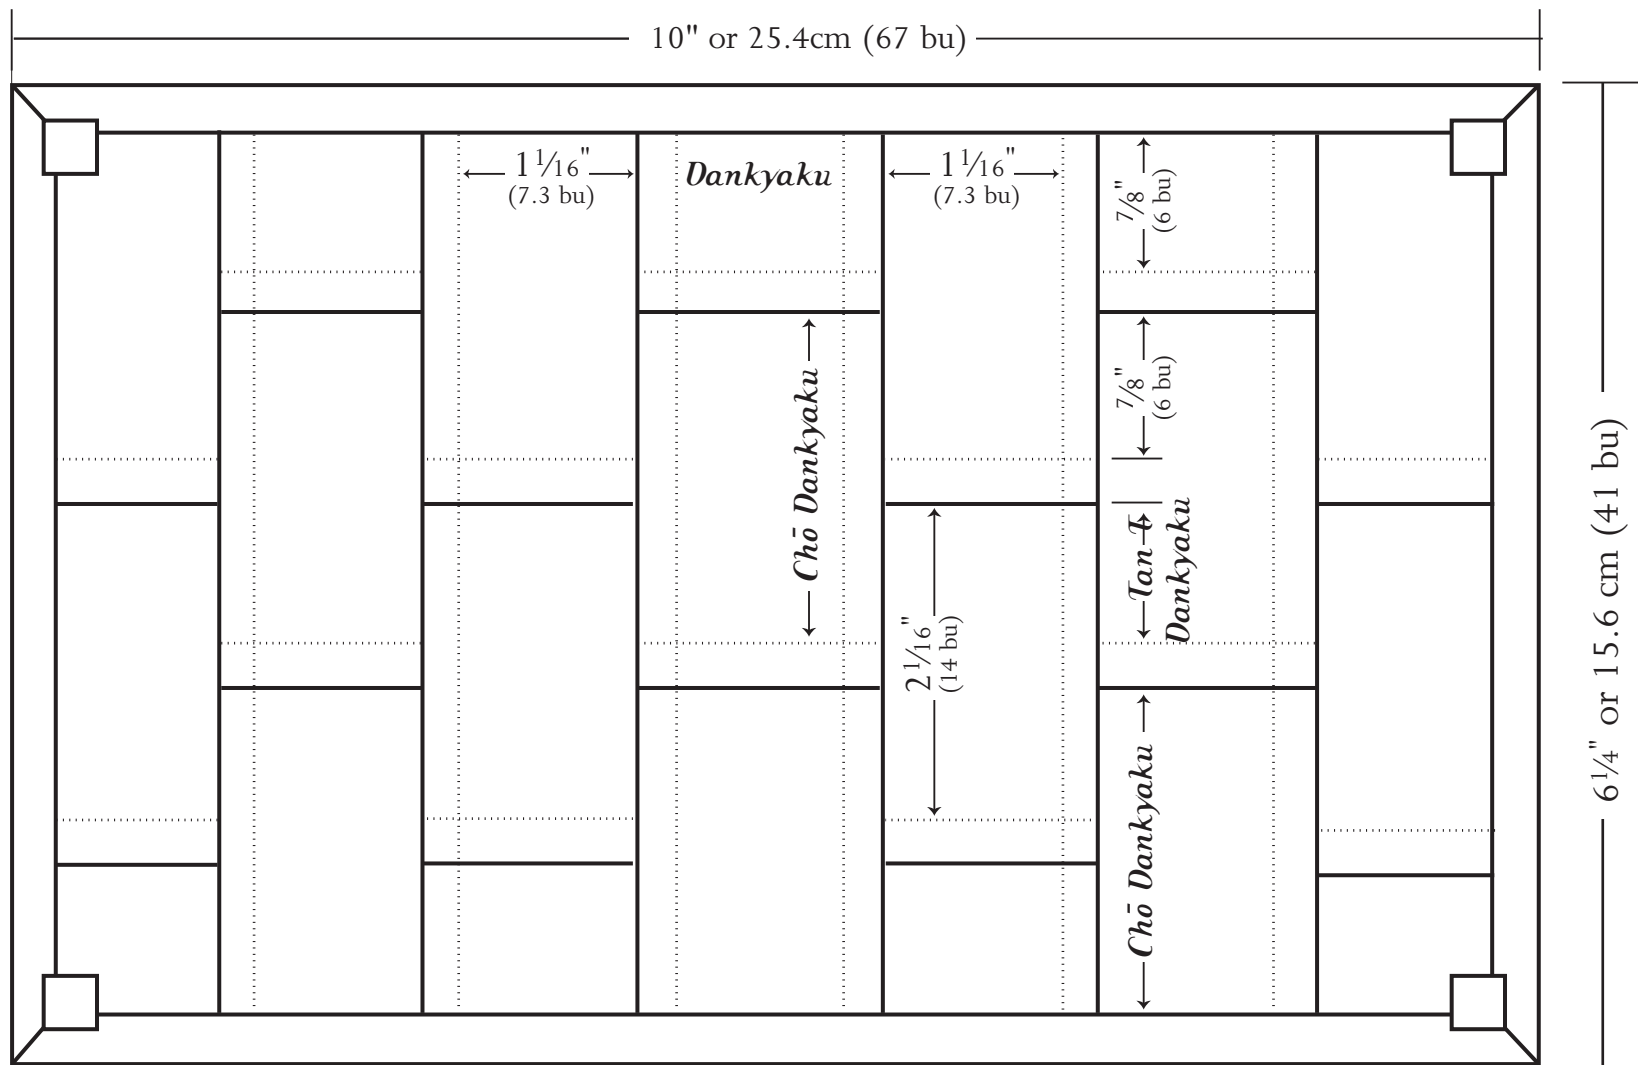 10" or 25.4cm (67 bu)
1 1/16"
(7.3 bu)
Dankyaku
1 1/16"
(7.3 bu)
7/8"
(6 bu)
7/8"
(6 bu)
Chō Dankyaku
Tan
Dankyaku
2 1/16"
(14 bu)
Chō Dankyaku
6 1/4" or 15.6 cm (41 bu)